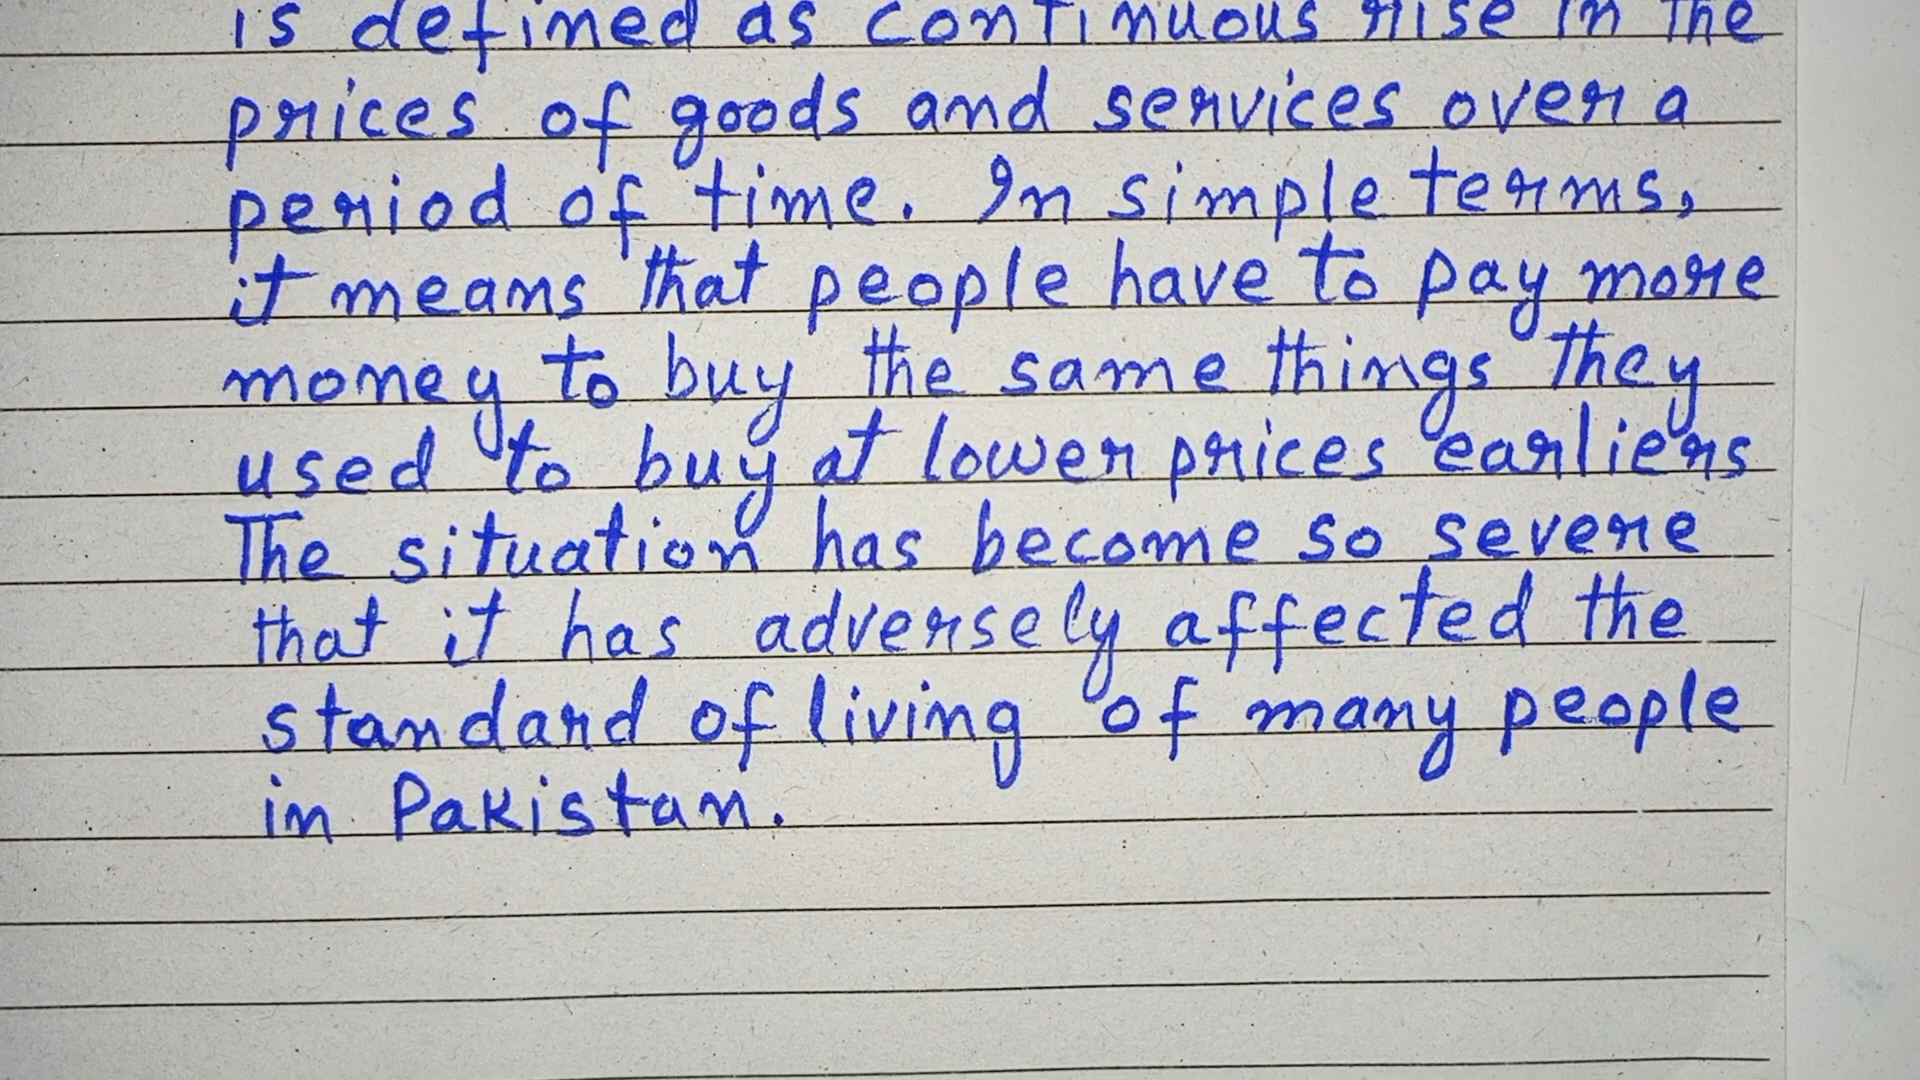 is defined as continuous rise in the
prices of goods and services over a
period of time. In simple terms,
it means that people have to pay more
money to buy the same things they
used to buy at lower prices earliers
The situation has become so severe
that it has adversely affected the
standard of living of many people
in Pakistan.